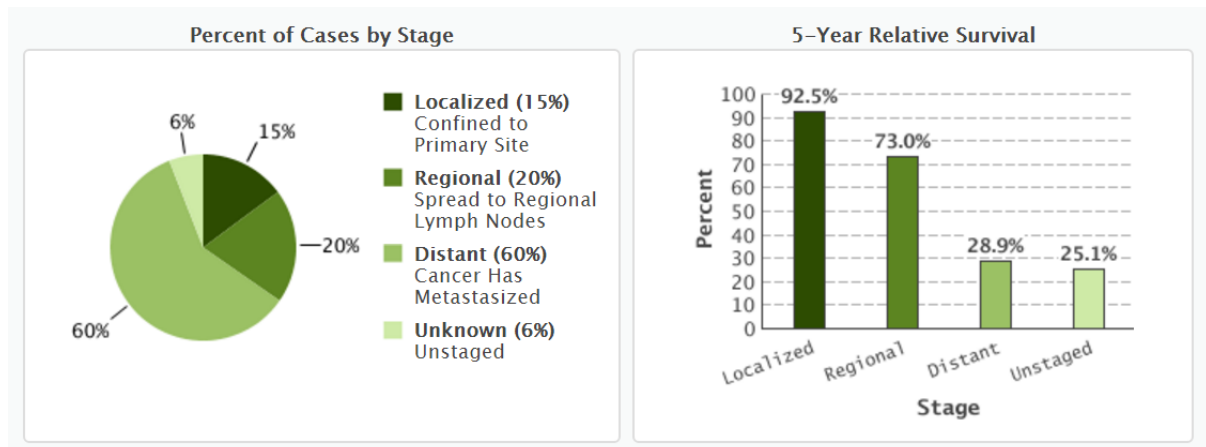 Percent of Cases by Stage
6%
15%
20%
60%
Localized (15%)
Confined to
Primary Site
Regional (20%)
Spread to Regional
Lymph Nodes
Distant (60%)
Cancer Has
Metastasized
Unknown (6%)
Unstaged
5-Year Relative Survival
Percent
100
90
80
70
60
50
40
30
20
10
0
92.5%
73.0%
28.9%
25.1%
Localized
Regional
Distant
Unstaged
Stage